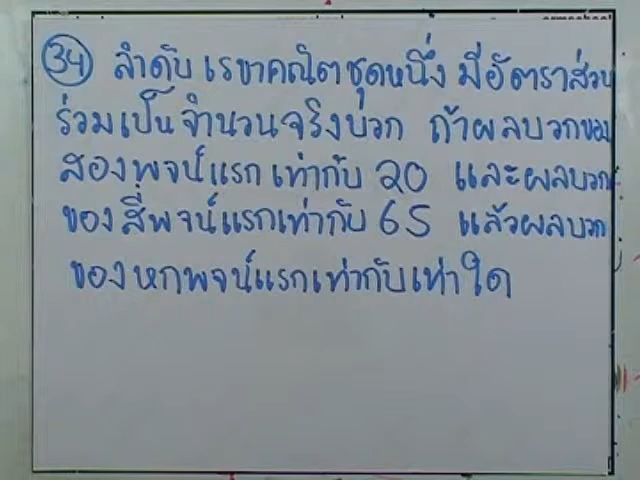 34 ลำดับเรขาคณิตชุดหนึ่ง มีอัตราส่วน
ร่วมเป็นจำนวนจริงบวก ถ้าผลบวกของ
สองพจน์แรกเท่ากับ 20 และผลบวก
ของสี่พจน์แรกเท่ากับ 65 แล้วผลบวก
ของหกพจน์แรกเท่ากับเท่าใด